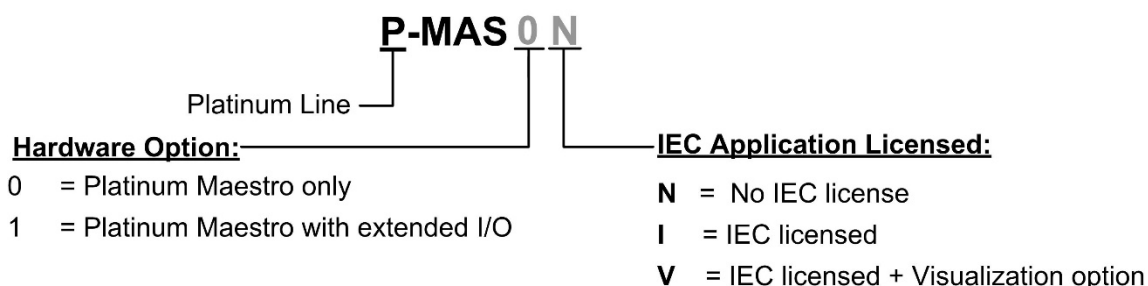 P-MAS 0 N
Platinum Line
Hardware Option:
0 = Platinum Maestro only
1 = Platinum Maestro with extended I/O
IEC Application Licensed:
N = No IEC license
I = IEC licensed
V = IEC licensed + Visualization option